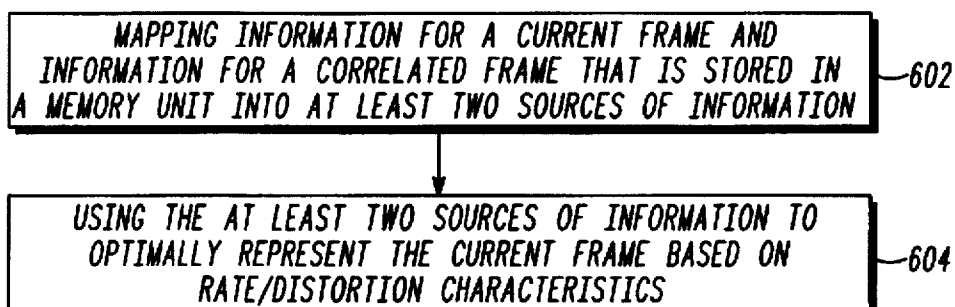 MAPPING INFORMATION FOR A CURRENT FRAME AND
INFORMATION FOR A CORRELATED FRAME THAT IS STORED IN
A MEMORY UNIT INTO AT LEAST TWO SOURCES OF INFORMATION
602
USING THE AT LEAST TWO SOURCES OF INFORMATION TO
OPTIMALLY REPRESENT THE CURRENT FRAME BASED ON
RATE/DISTORTION CHARACTERISTICS
604